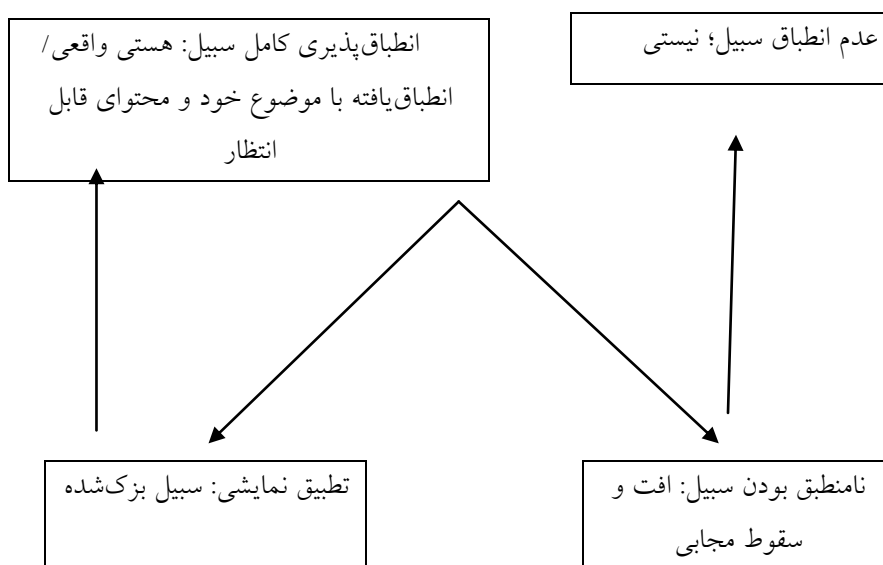 عدم انطباق سبیل؛ نیستی
انطباق‌پذیری کامل سبیل: هستی واقعی/
انطباق‌یافته با موضوع خود و محتوای قابل
انتظار
نامنطبق بودن سبیل: افت و
سقوط مجابی
تطبیق نمایشی: سبیل بزک‌شده